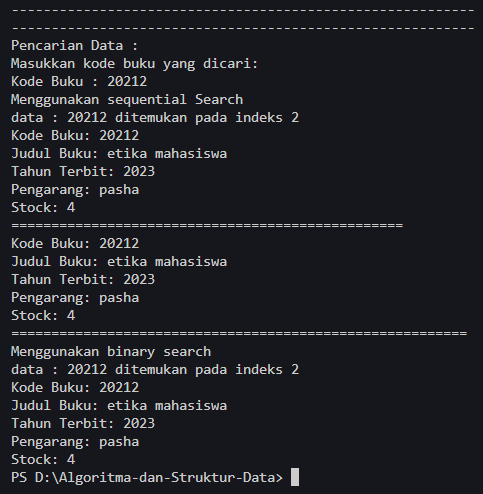 ----------------------------------------------------------
----------------------------------------------------------
Pencarian Data :
Masukkan kode buku yang dicari:
Kode Buku : 20212
Menggunakan sequential Search
data : 20212 ditemukan pada indeks 2
Kode Buku: 20212
Judul Buku: etika mahasiswa
Tahun Terbit: 2023
Pengarang: pasha
Stock: 4
=================================================
Kode Buku: 20212
Judul Buku: etika mahasiswa
Tahun Terbit: 2023
Pengarang: pasha
Stock: 4
=========================================================
Menggunakan binary search
data : 20212 ditemukan pada indeks 2
Kode Buku: 20212
Judul Buku: etika mahasiswa
Tahun Terbit: 2023
Pengarang: pasha
Stock: 4
PS D:\Algoritma-dan-Struktur-Data>